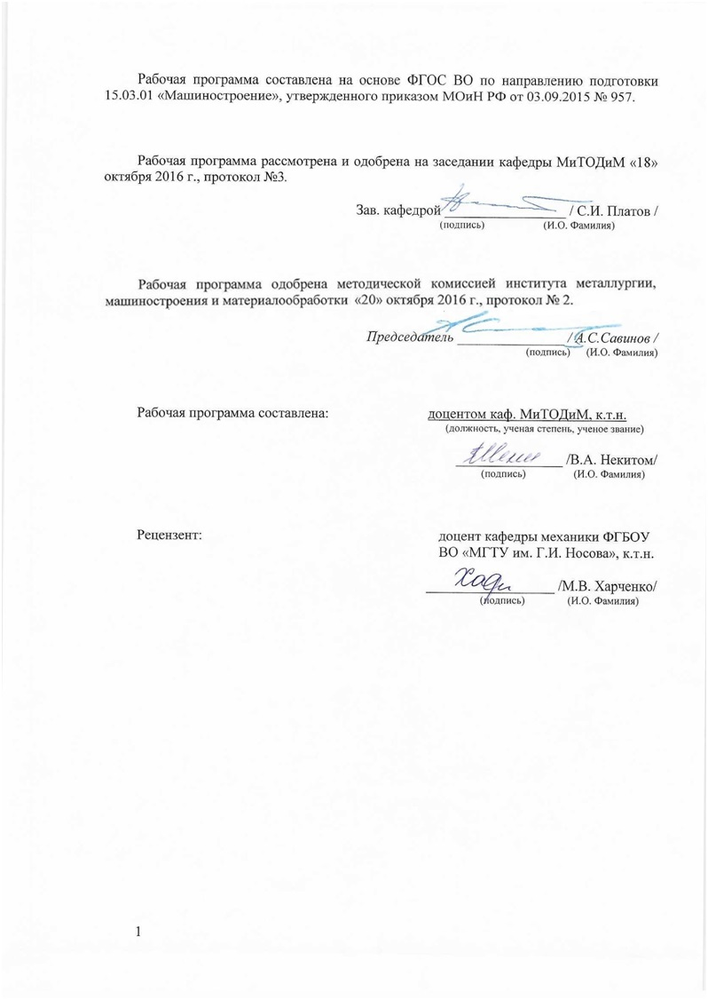 Рабочая программа составлена на основе ФГОС ВО по направлению подготовки
15.03.01 «Машиностроение», утвержденного приказом МОиН РФ от 03.09.2015 № 957.
Рабочая программа рассмотрена и одобрена на заседании кафедры МиТОДиМ «18»
октября 2016 г., протокол №3.
Зав. кафедрой _________________ / С.И. Платов /
(подпись) (И.О. Фамилия)
Рабочая программа одобрена методической комиссией института металлургии,
машиностроения и материалообработки «20» октября 2016 г., протокол № 2.
Председатель _______________ / А.С.Савинов /
(подпись) (И.О. Фамилия)
Рабочая программа составлена: доцентом каф. МиТОДиМ, к.т.н.
(должность, ученая степень, ученое звание)
_______________ /В.А. Некитом/
(подпись) (И.О. Фамилия)
Рецензент: доцент кафедры механики ФГБОУ
ВО «МГТУ им. Г.И. Носова», к.т.н.
__________________ /М.В. Харченко/
(подпись) (И.О. Фамилия)
1